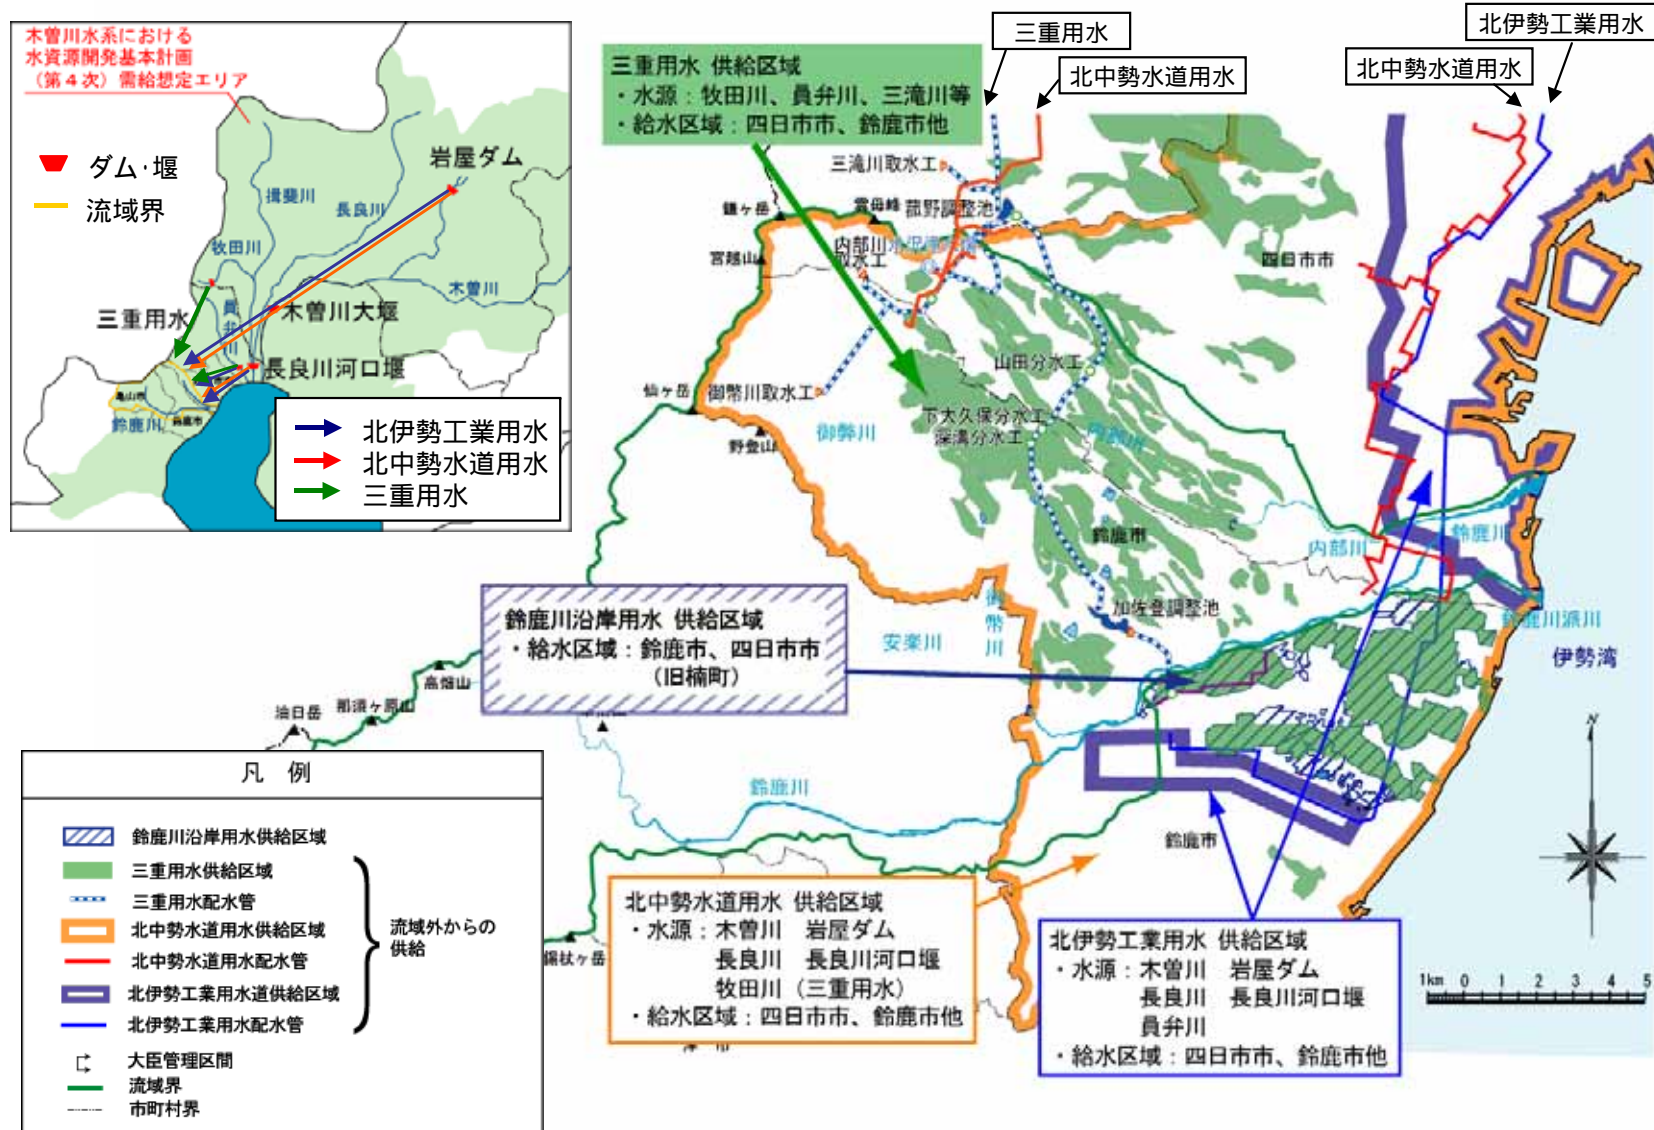 木曽川水系における
水資源開発基本計画
（第４次）需給想定エリア
ダム・堰
流域界
岩屋ダム
揖斐川
長良川
牧田川
木曽川
三重用水
員弁川
木曽川大堰
長良川河口堰
亀山市
鈴鹿市
鈴鹿川
北伊勢工業用水
北中勢水道用水
三重用水
三重用水
北中勢水道用水
北中勢水道用水
北伊勢工業用水
三重用水 供給区域
・水源：牧田川、員弁川、三滝川等
・給水区域：四日市市、鈴鹿市他
三滝川取水工
鎌ヶ岳
雲母峰
菰野調整池
宮越山
内部川
取水工
四日市市
山田分水工
仙ヶ岳
御幣川取水工
下大久保分水工
深溝分水工
御弊川
内部川
野登山
鈴鹿市
内部川
鈴鹿川
鈴鹿川沿岸用水 供給区域
・給水区域：鈴鹿市、四日市市
（旧楠町）
安楽川
御幣川
加佐登調整池
鈴鹿川派川
伊勢湾
高畑山
那須ヶ原山
油日岳
鈴鹿川
鈴鹿市
N
錫杖ヶ岳
北中勢水道用水 供給区域
・水源：木曽川　岩屋ダム
長良川　長良川河口堰
牧田川（三重用水）
・給水区域：四日市市、鈴鹿市他
北伊勢工業用水 供給区域
・水源：木曽川　岩屋ダム
長良川　長良川河口堰
員弁川
・給水区域：四日市市、鈴鹿市他
1km 0 1 2 3 4 5
凡 例
鈴鹿川沿岸用水供給区域
三重用水供給区域
三重用水配水管
北中勢水道用水供給区域
北中勢水道用水配水管
北伊勢工業用水道供給区域
北伊勢工業用水配水管
流域外からの
供給
大臣管理区間
流域界
市町村界